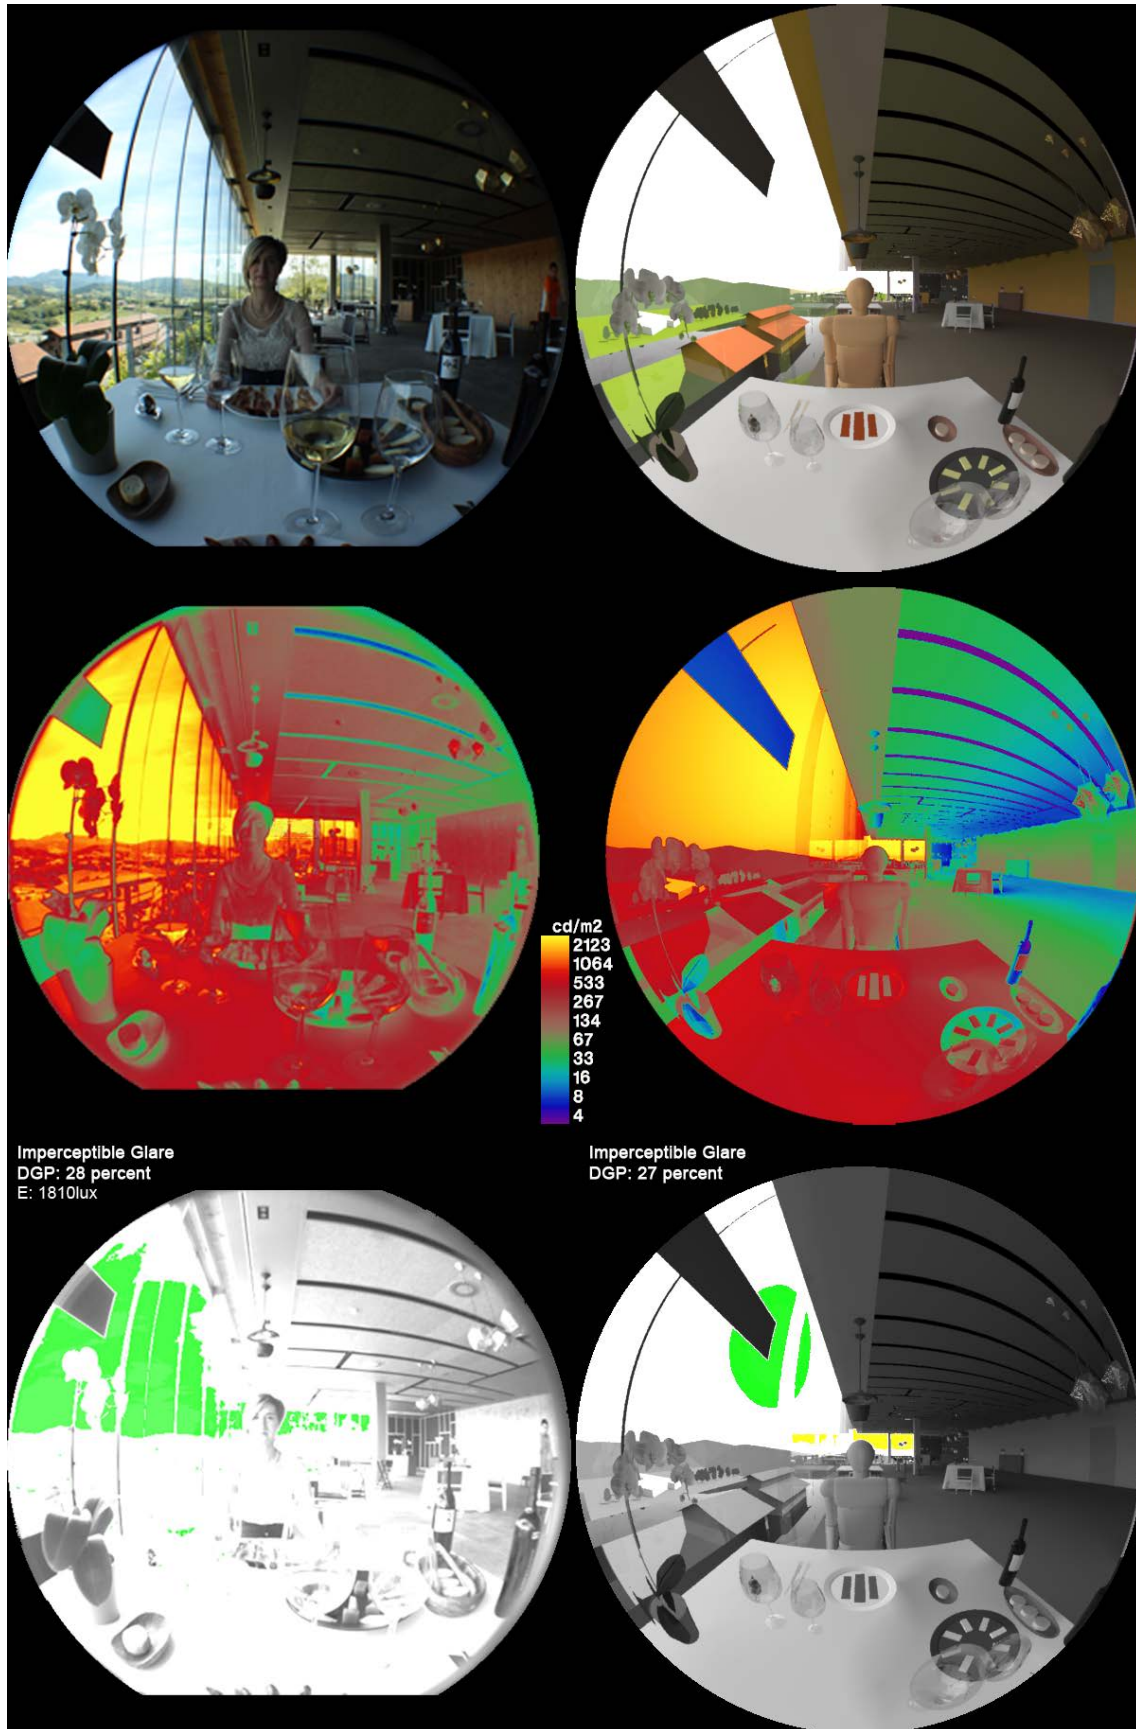 cd/m2
2123
1064
533
267
134
67
33
16
8
4
Imperceptible Glare
DGP: 28 percent
E: 1810lux
Imperceptible Glare
DGP: 27 percent